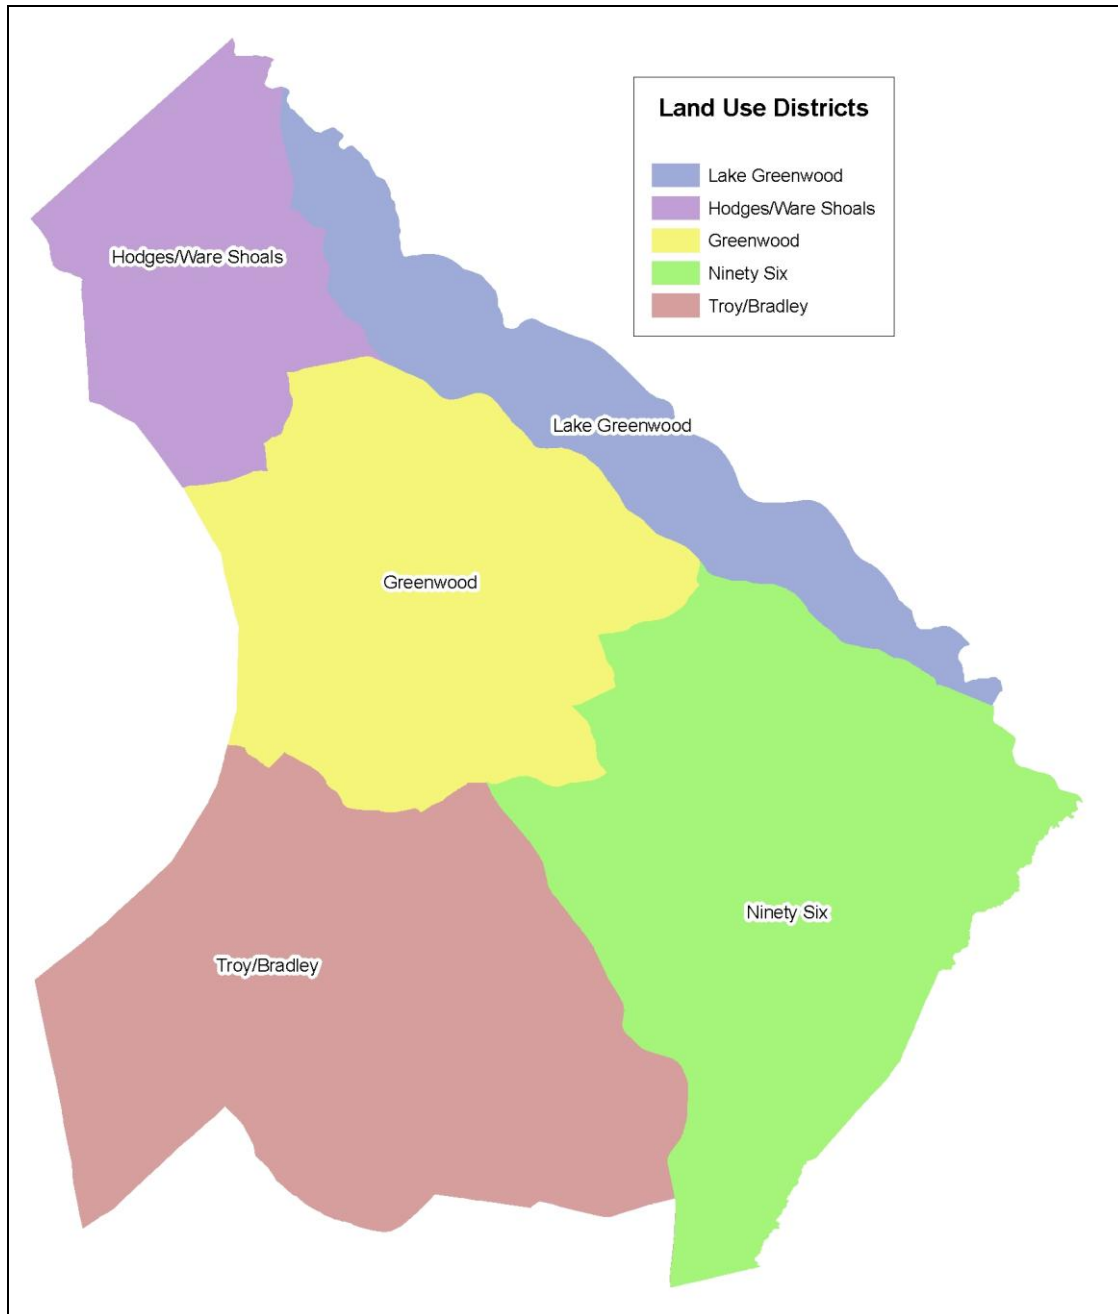 Land Use Districts
Lake Greenwood
Hodges/Ware Shoals
Greenwood
Ninety Six
Troy/Bradley
Hodges/Ware Shoals
Lake Greenwood
Greenwood
Ninety Six
Troy/Bradley